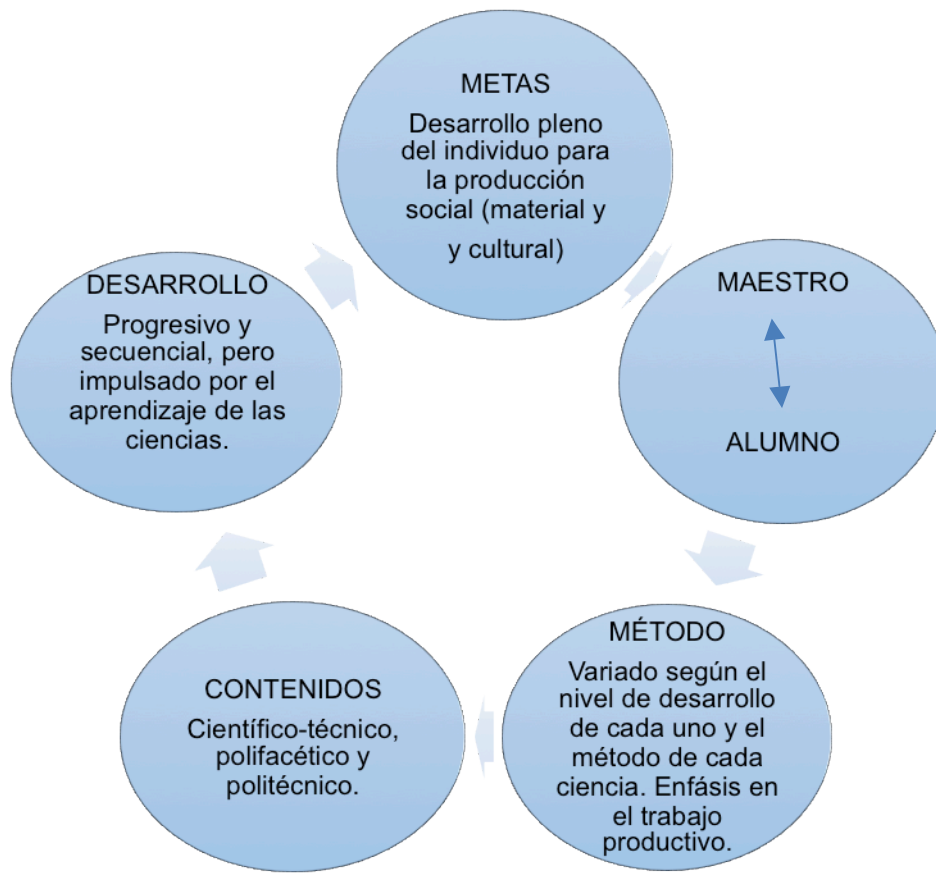 METAS
Desarrollo pleno
del individuo para
la producción
social (material y
y cultural)
MAESTRO
ALUMNO
MÉTODO
Variado según el
nivel de desarrollo
de cada uno y el
método de cada
ciencia. Enfásis en
el trabajo
productivo.
CONTENIDOS
Científico-técnico,
polifacético y
politécnico.
DESARROLLO
Progresivo y
secuencial, pero
impulsado por el
aprendizaje de las
ciencias.